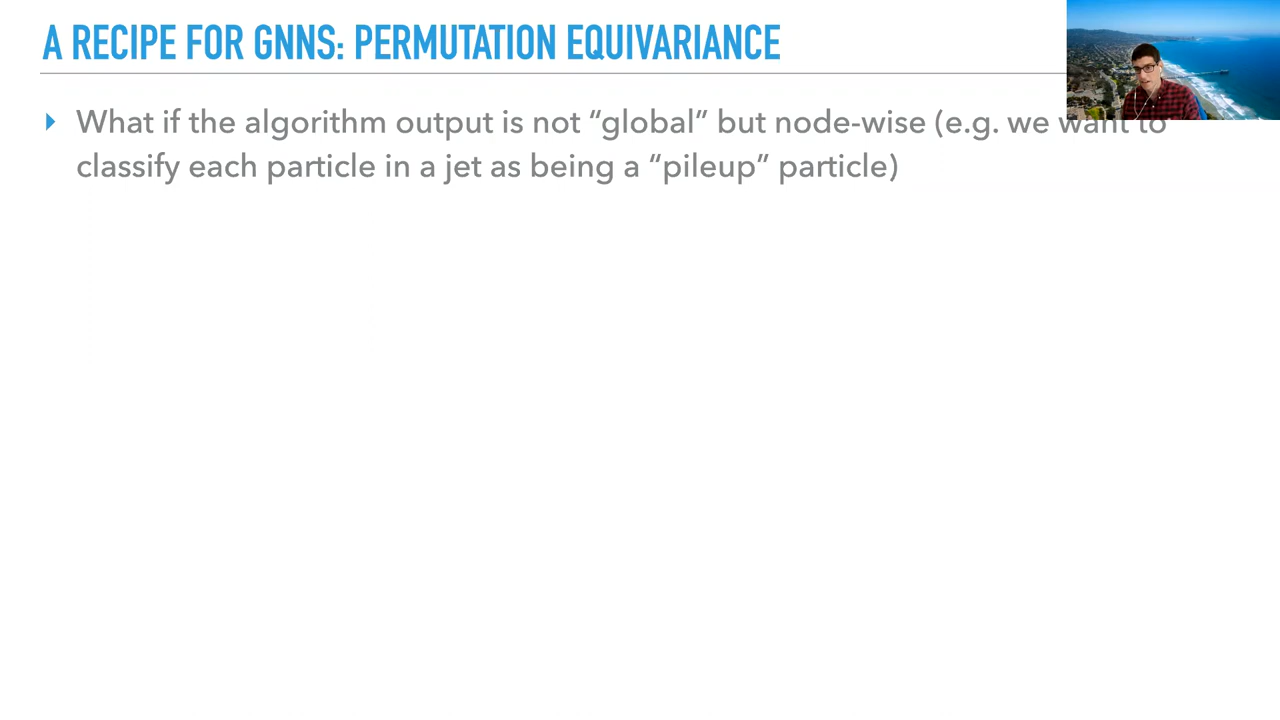 A RECIPE FOR GNNS: PERMUTATION EQUIVARIANCE
What if the algorithm output is not “global” but node-wise (e.g. we want to
classify each particle in a jet as being a “pileup” particle)